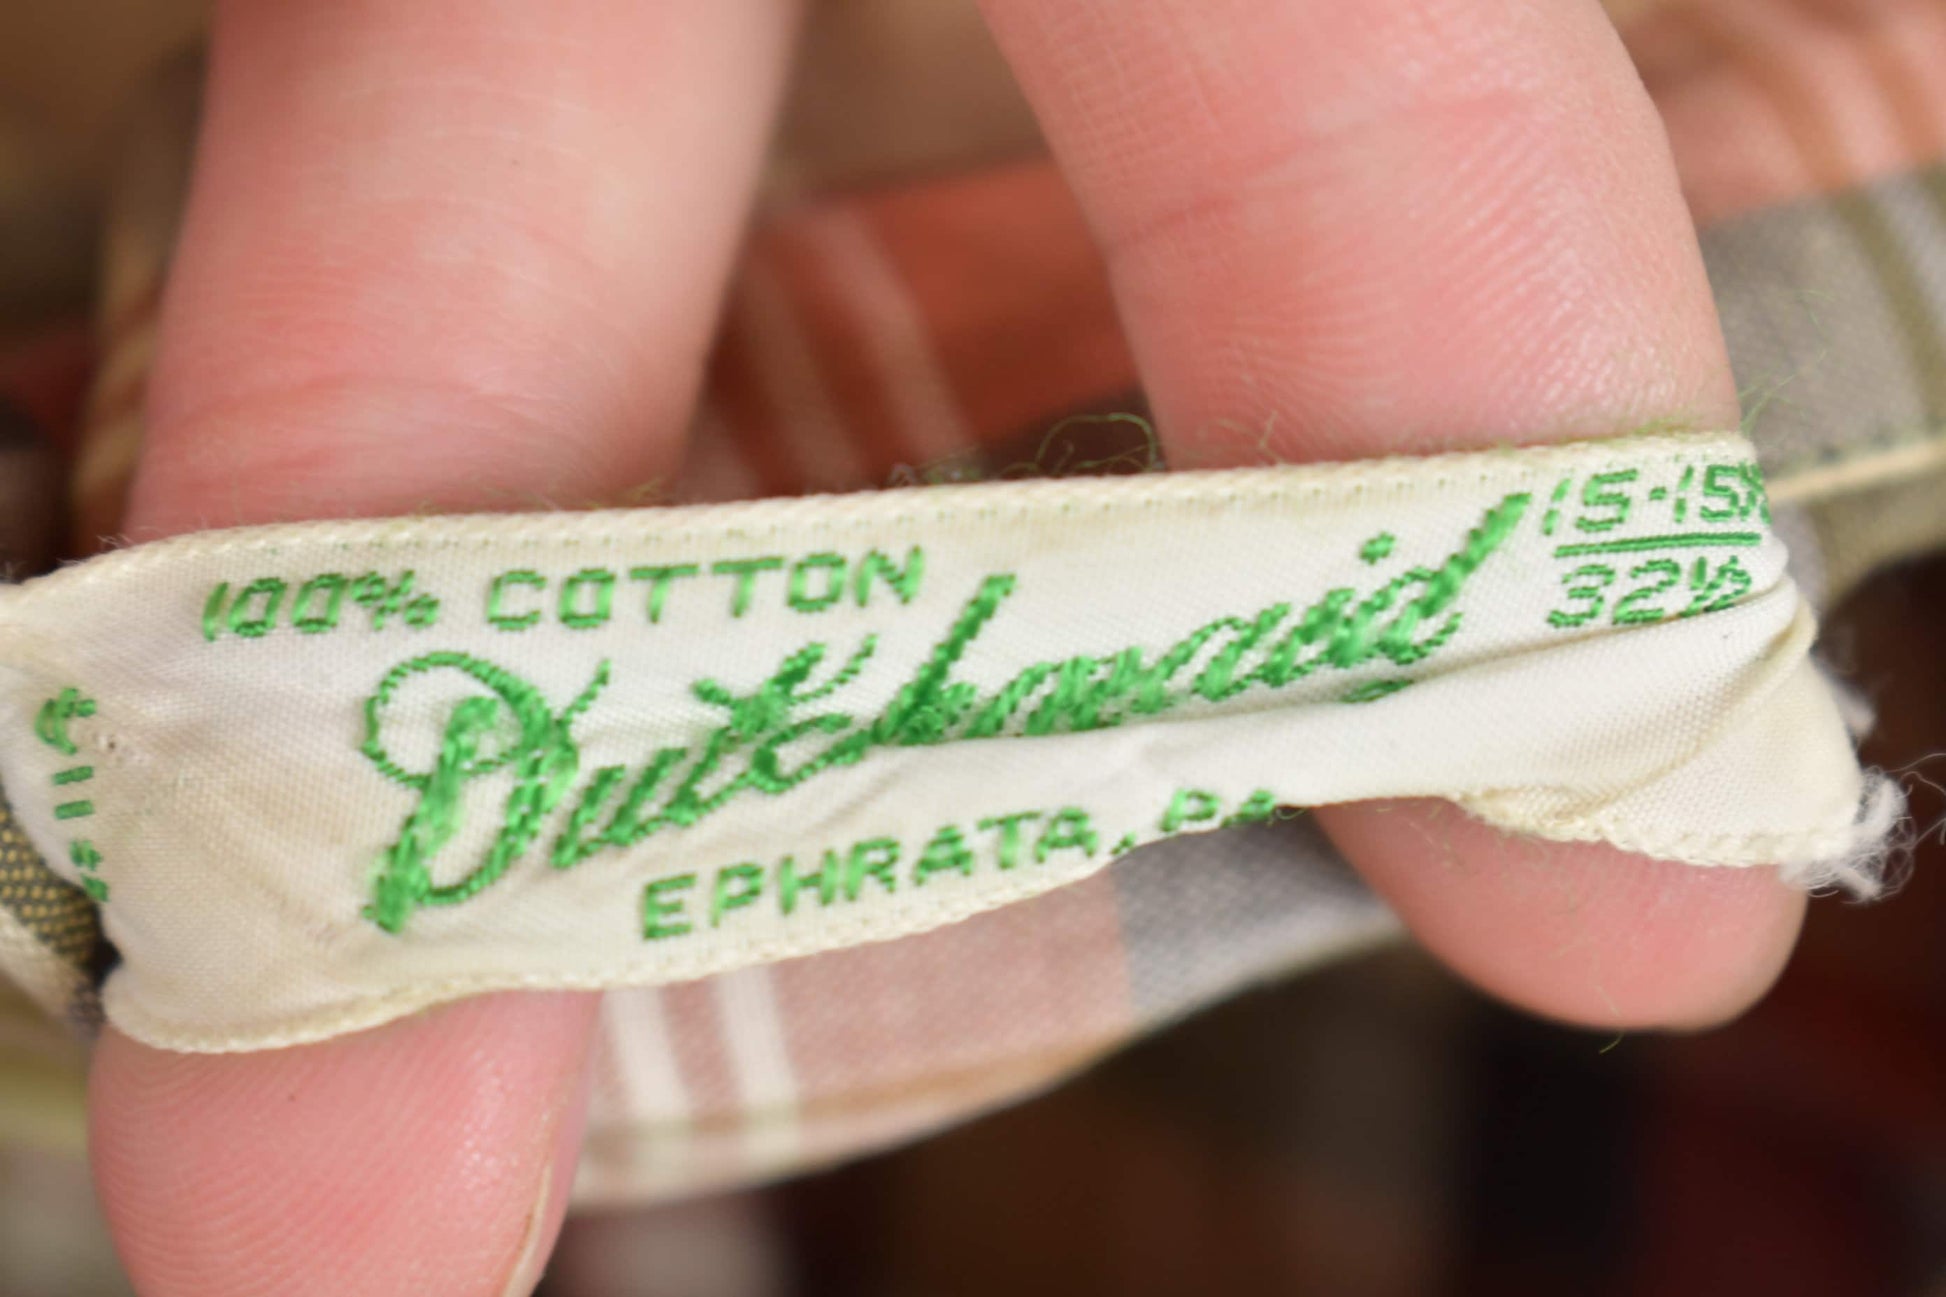 100% COTTON
15-15½
32½
Dutchmaid
EPHRATA, PA